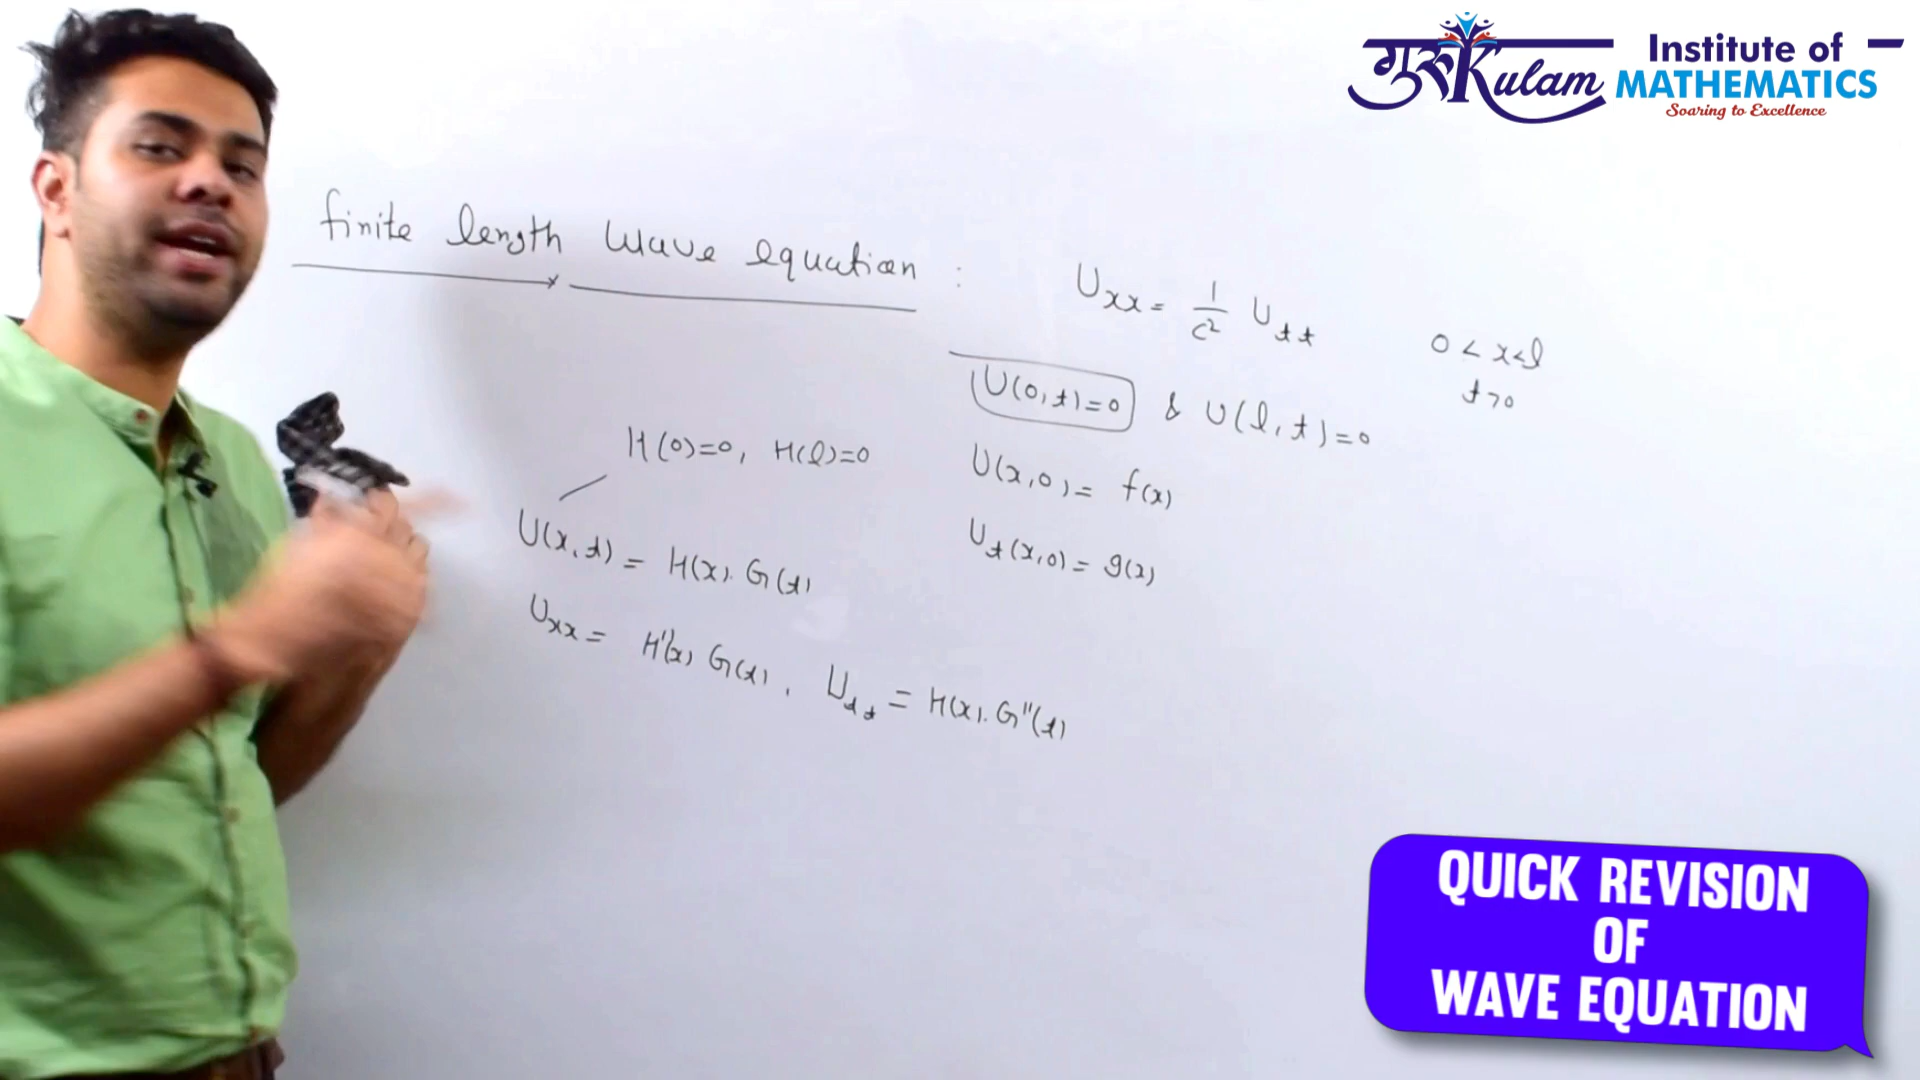 गुरुKulam Institute of
MATHEMATICS
Soaring to Excellence
finite length wave equation :
Uxx = 1/c² Utt 0 < x < l
t > 0
U(0,t)=0 & U(l,t)=0
H(0)=0, H(l)=0
U(x,0) = f(x)
U(x,t) = H(x). G(t)
Ut(x,0) = g(x)
Uxx = H''(x) G(t), Utt = H(x). G''(t)
QUICK REVISION
OF
WAVE EQUATION